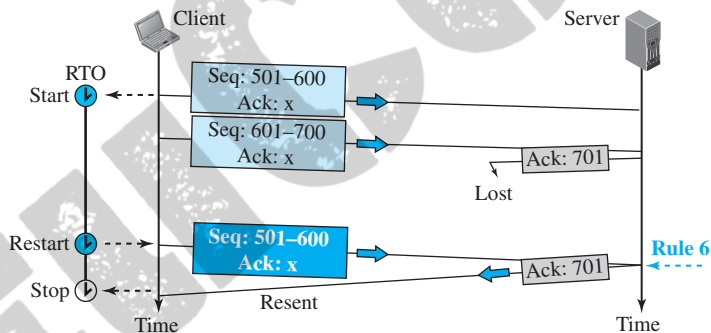 Client
Server
RTO
Start
Seq: 501–600
Ack: x
Seq: 601–700
Ack: x
Ack: 701
Lost
Restart
Seq: 501–600
Ack: x
Rule 6
Ack: 701
Stop
Resent
Time
Time